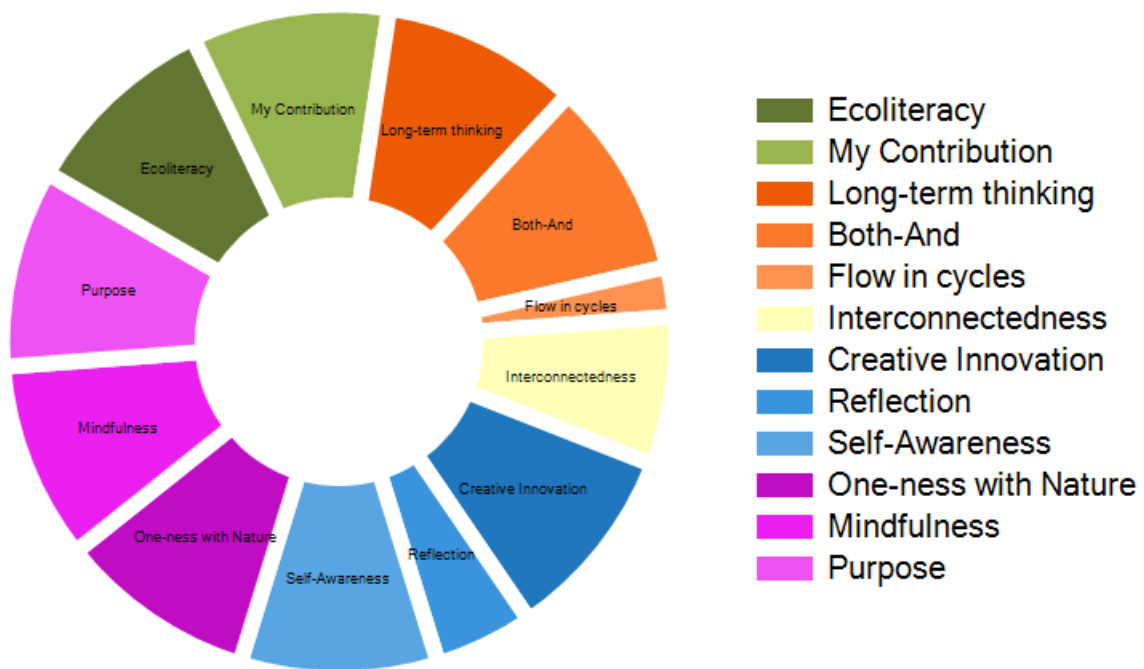 My Contribution
Long-term thinking
Ecoliteracy
Both-And
Purpose
Flow in cycles
Interconnectedness
Mindfulness
Creative Innovation
One-ness with Nature
Reflection
Self-Awareness
Ecoliteracy
My Contribution
Long-term thinking
Both-And
Flow in cycles
Interconnectedness
Creative Innovation
Reflection
Self-Awareness
One-ness with Nature
Mindfulness
Purpose